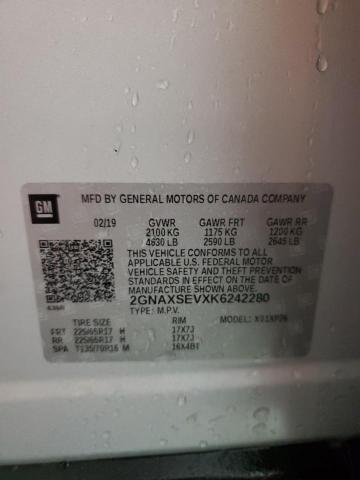 GM
MFD BY GENERAL MOTORS OF CANADA COMPANY
02/19 GVWR GAWR FRT GAWR RR
2100 KG 1175 KG 1200 KG
4630 LB 2590 LB 2645 LB
THIS VEHICLE CONFORMS TO ALL
APPLICABLE U.S. FEDERAL MOTOR
VEHICLE SAFETY AND THEFT PREVENTION
STANDARDS IN EFFECT ON THE DATE OF
MANUFACTURE SHOWN ABOVE.
2GNAXSEVXK6242280
TYPE: M.P.V. MODEL:
TIRE SIZE RIM
FRT 225/65R17 H 17X7J
RR 225/65R17 H 17X7J
SPA T135/70R16 M 16X4BT